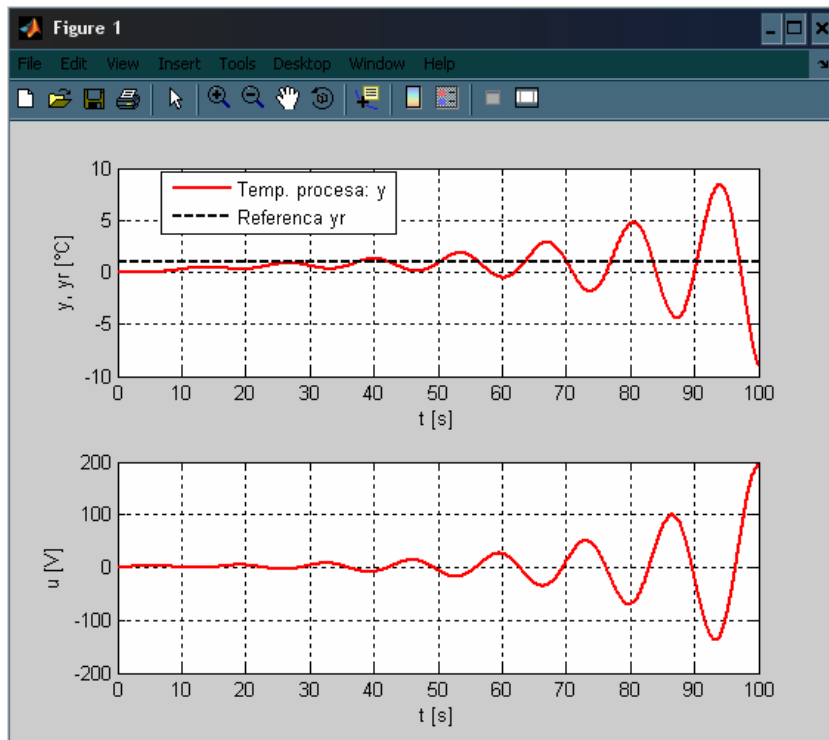 Figure 1
File Edit View Insert Tools Desktop Window Help
10
5
0
-5
-10
y, yr [°C]
Temp. procesa: y
Referenca yr
0 10 20 30 40 50 60 70 80 90 100
t [s]
200
100
0
-100
-200
u [V]
0 10 20 30 40 50 60 70 80 90 100
t [s]